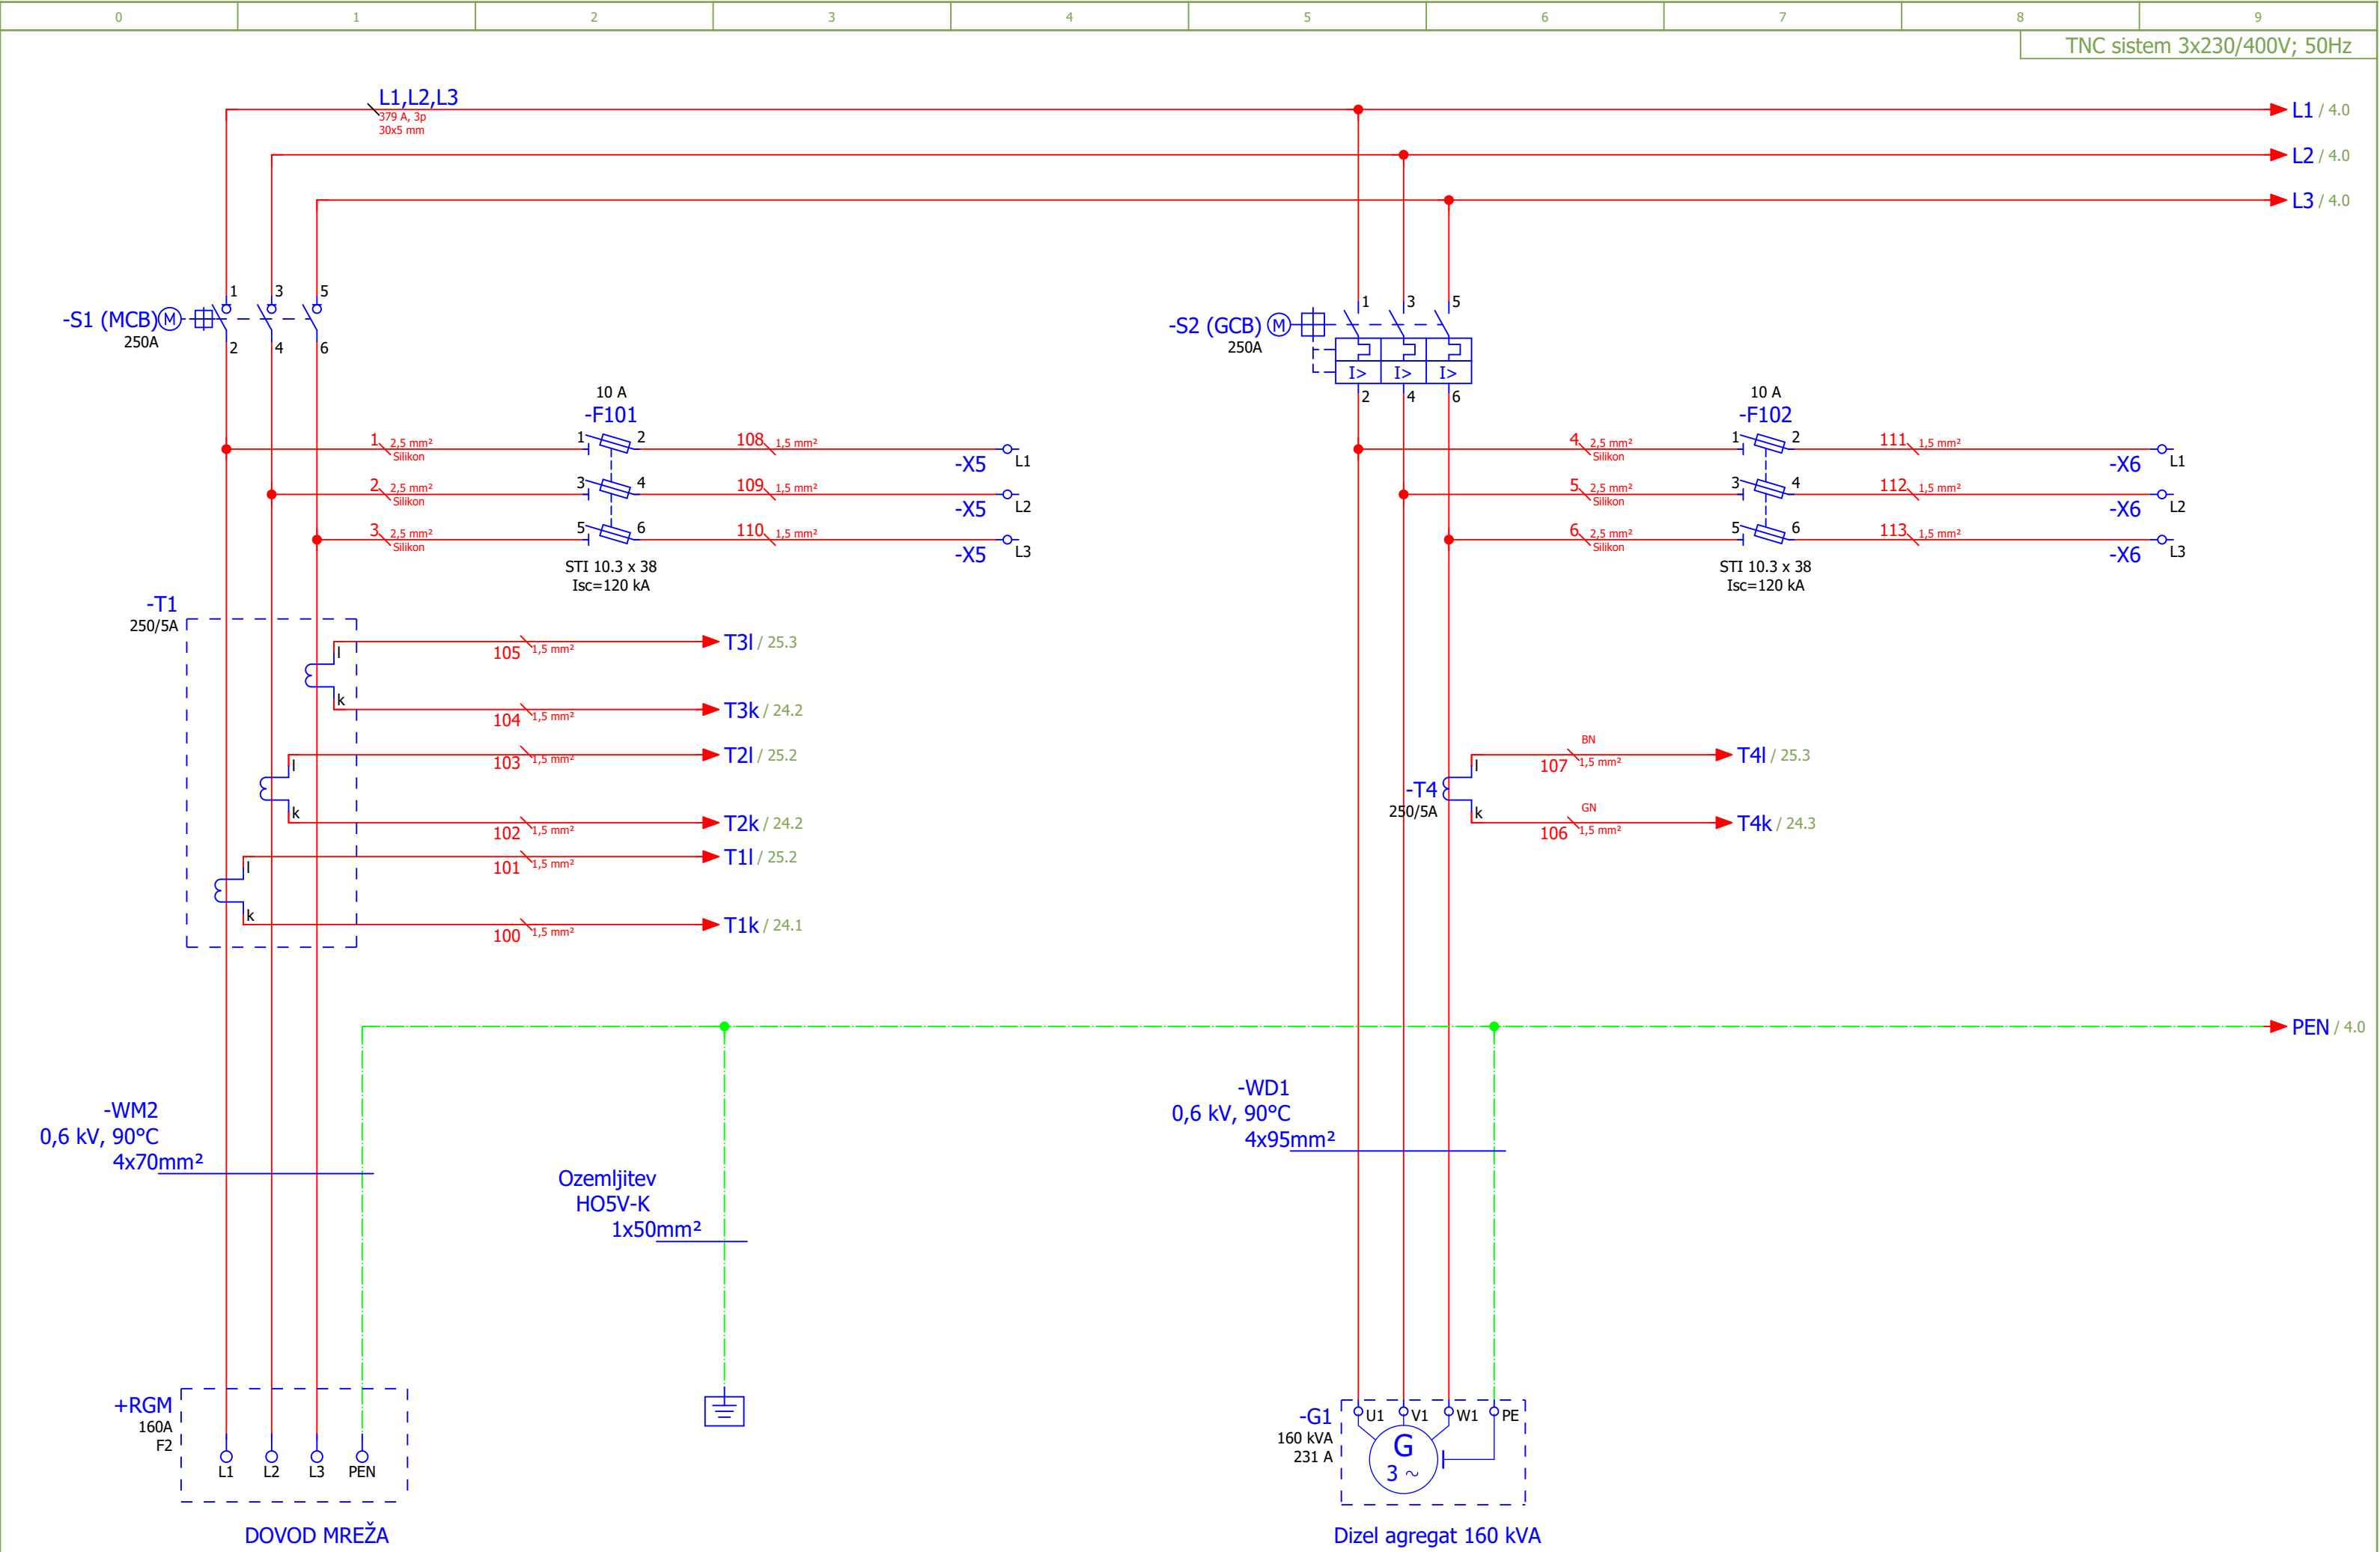 0 1 2 3 4 5 6 7 8 9
TNC sistem 3x230/400V; 50Hz
L1,L2,L3
379 A, 3p
30x5 mm
L1 / 4.0
L2 / 4.0
L3 / 4.0
1 3 5
-S1 (MCB) M
250A
2 4 6
1 3 5
-S2 (GCB) M
250A
I> I> I>
2 4 6
10 A
-F101
1 2,5 mm² Silikon 1 2 108 1,5 mm² -X5 L1
2 2,5 mm² Silikon 3 4 109 1,5 mm² -X5 L2
3 2,5 mm² Silikon 5 6 110 1,5 mm² -X5 L3
STI 10.3 x 38
Isc=120 kA
10 A
-F102
4 2,5 mm² Silikon 1 2 111 1,5 mm² -X6 L1
5 2,5 mm² Silikon 3 4 112 1,5 mm² -X6 L2
6 2,5 mm² Silikon 5 6 113 1,5 mm² -X6 L3
STI 10.3 x 38
Isc=120 kA
-T1
250/5A
l 105 1,5 mm² T3l / 25.3
k 104 1,5 mm² T3k / 24.2
l 103 1,5 mm² T2l / 25.2
k 102 1,5 mm² T2k / 24.2
l 101 1,5 mm² T1l / 25.2
k 100 1,5 mm² T1k / 24.1
BN
l 107 1,5 mm² T4l / 25.3
-T4
250/5A
GN
k 106 1,5 mm² T4k / 24.3
PEN / 4.0
-WM2
0,6 kV, 90°C
4x70mm²
Ozemljitev
HO5V-K
1x50mm²
-WD1
0,6 kV, 90°C
4x95mm²
+RGM
160A
F2
L1 L2 L3 PEN
DOVOD MREŽA
-G1
160 kVA
231 A
U1 V1 W1 PE
G
3 ~
Dizel agregat 160 kVA